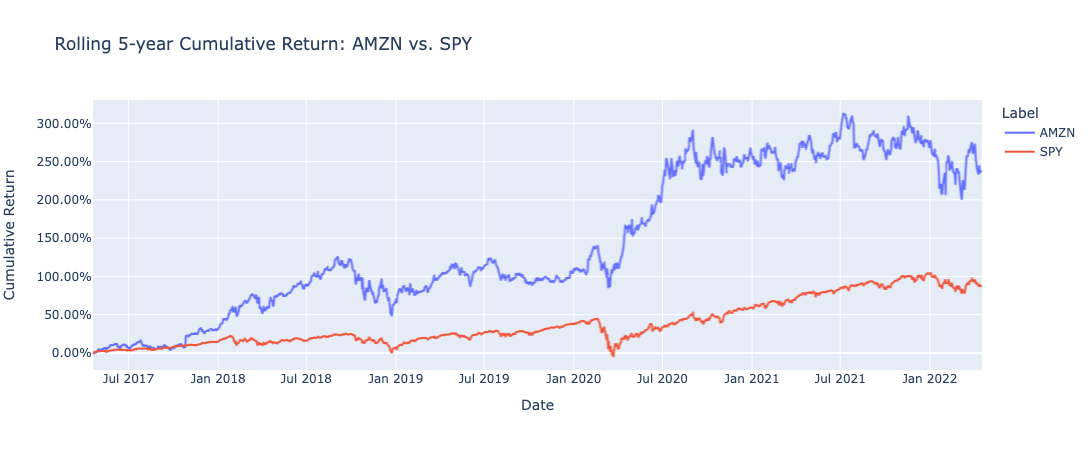 Rolling 5-year Cumulative Return: AMZN vs. SPY
Label
AMZN
SPY
Cumulative Return
300.00%
250.00%
200.00%
150.00%
100.00%
50.00%
0.00%
Jul 2017 Jan 2018 Jul 2018 Jan 2019 Jul 2019 Jan 2020 Jul 2020 Jan 2021 Jul 2021 Jan 2022
Date